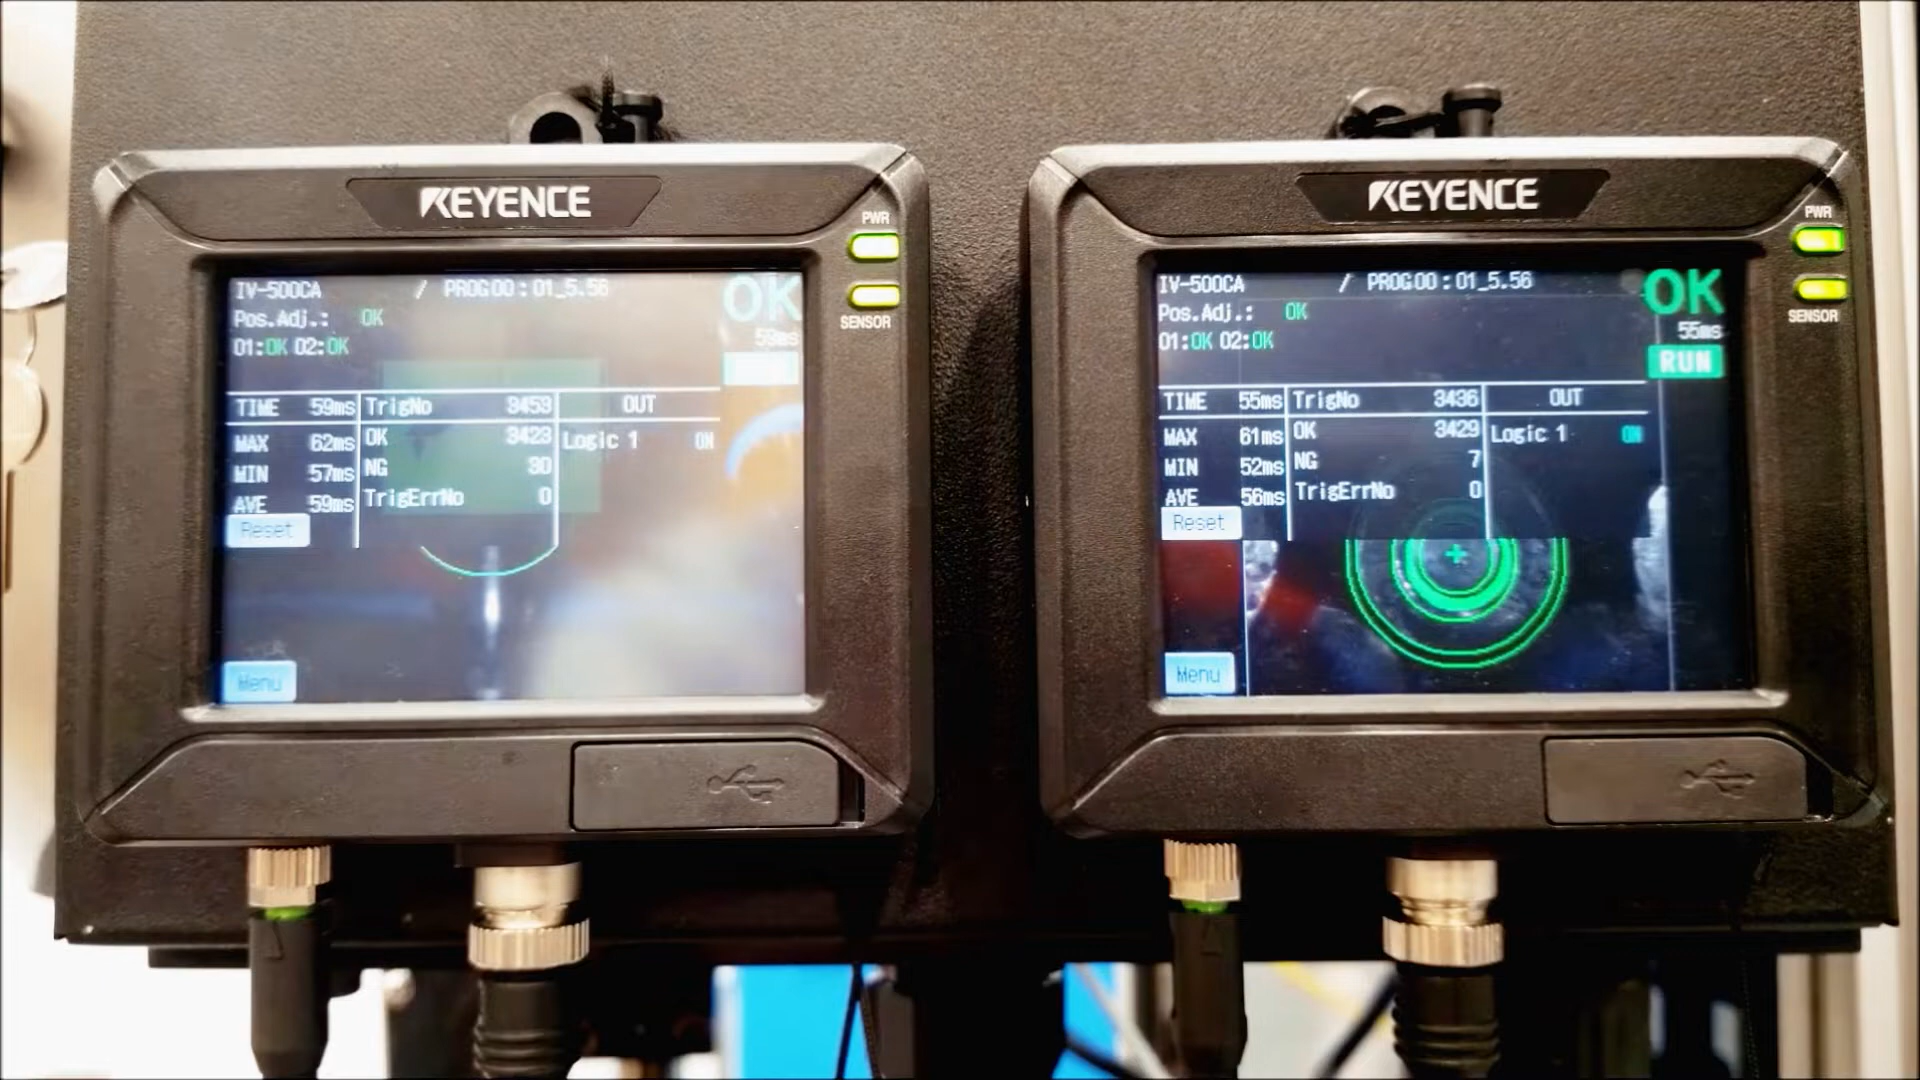 KEYENCE
PWR
SENSOR
IV-500CA / PROG00:01_5.56
OK
Pos.Adj.: OK
59ms
01:OK 02:OK
TIME 59ms TrigNo 3453 OUT
MAX 62ms OK 3423 Logic 1 ON
MIN 57ms NG 30
AVE 59ms TrigErrNo 0
Reset
Menu
KEYENCE
PWR
SENSOR
IV-500CA / PROG00:01_5.56
OK
Pos.Adj.: OK
55ms
01:OK 02:OK
RUN
TIME 55ms TrigNo 3436 OUT
MAX 61ms OK 3429 Logic 1 ON
MIN 52ms NG 7
AVE 56ms TrigErrNo 0
Reset
Menu